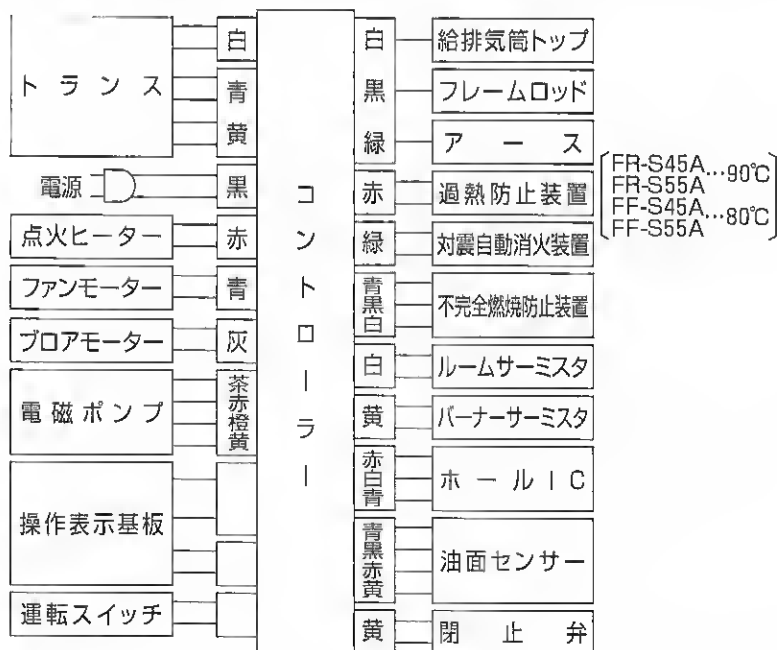 トランス
白
青
黄
電源
黒
点火ヒーター
赤
ファンモーター
青
ブロアモーター
灰
電磁ポンプ
茶
赤
橙
黄
操作表示基板
運転スイッチ
コントローラー
白
給排気筒トップ
黒
フレームロッド
緑
アース
赤
過熱防止装置
FR-S45A
FR-S55A
…90℃
FF-S45A
FF-S55A
…80℃
緑
対震自動消火装置
青
黒
白
不完全燃焼防止装置
白
ルームサーミスタ
黄
バーナーサーミスタ
赤
白
青
ホールIC
青
黒
赤
黄
油面センサー
黄
閉止弁